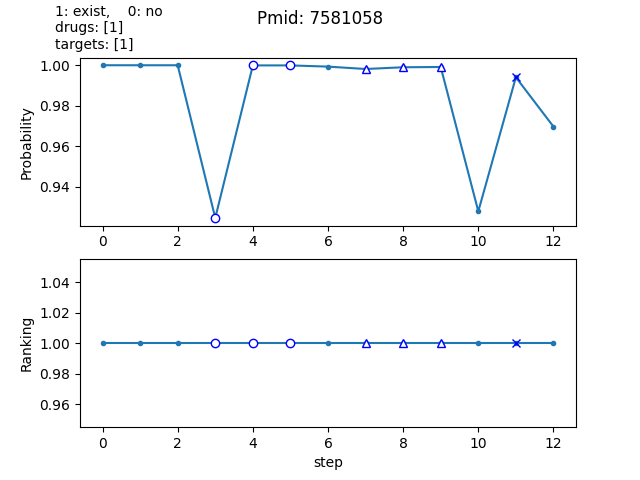 1: exist,    0: no
drugs: [1]
targets: [1]
Pmid: 7581058
Probability
1.00
0.98
0.96
0.94
0 2 4 6 8 10 12
Ranking
1.04
1.02
1.00
0.98
0.96
0 2 4 6 8 10 12
step